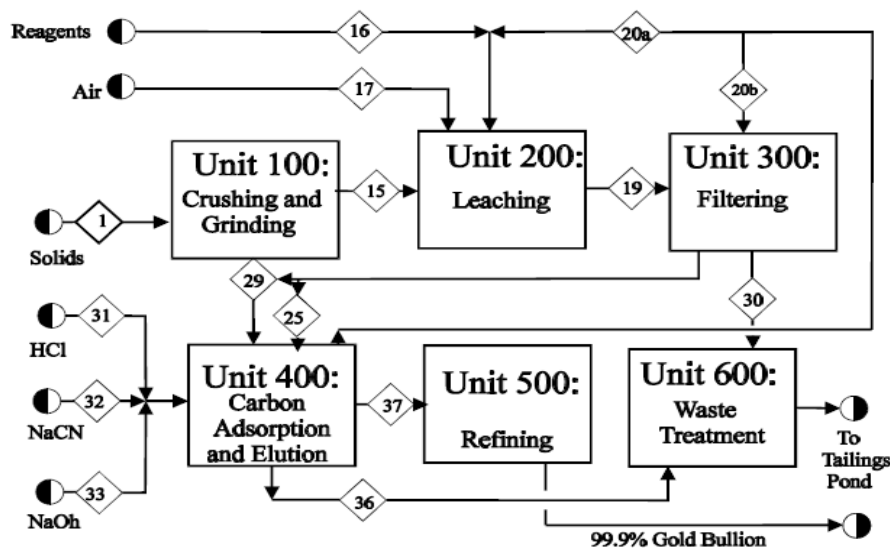 Reagents
16
20a
Air
17
20b
Unit 100:
Crushing and
Grinding
15
Unit 200:
Leaching
19
Unit 300:
Filtering
1
Solids
29
25
30
31
HCl
32
NaCN
33
NaOh
Unit 400:
Carbon
Adsorption
and Elution
37
Unit 500:
Refining
Unit 600:
Waste
Treatment
To
Tailings
Pond
36
99.9% Gold Bullion